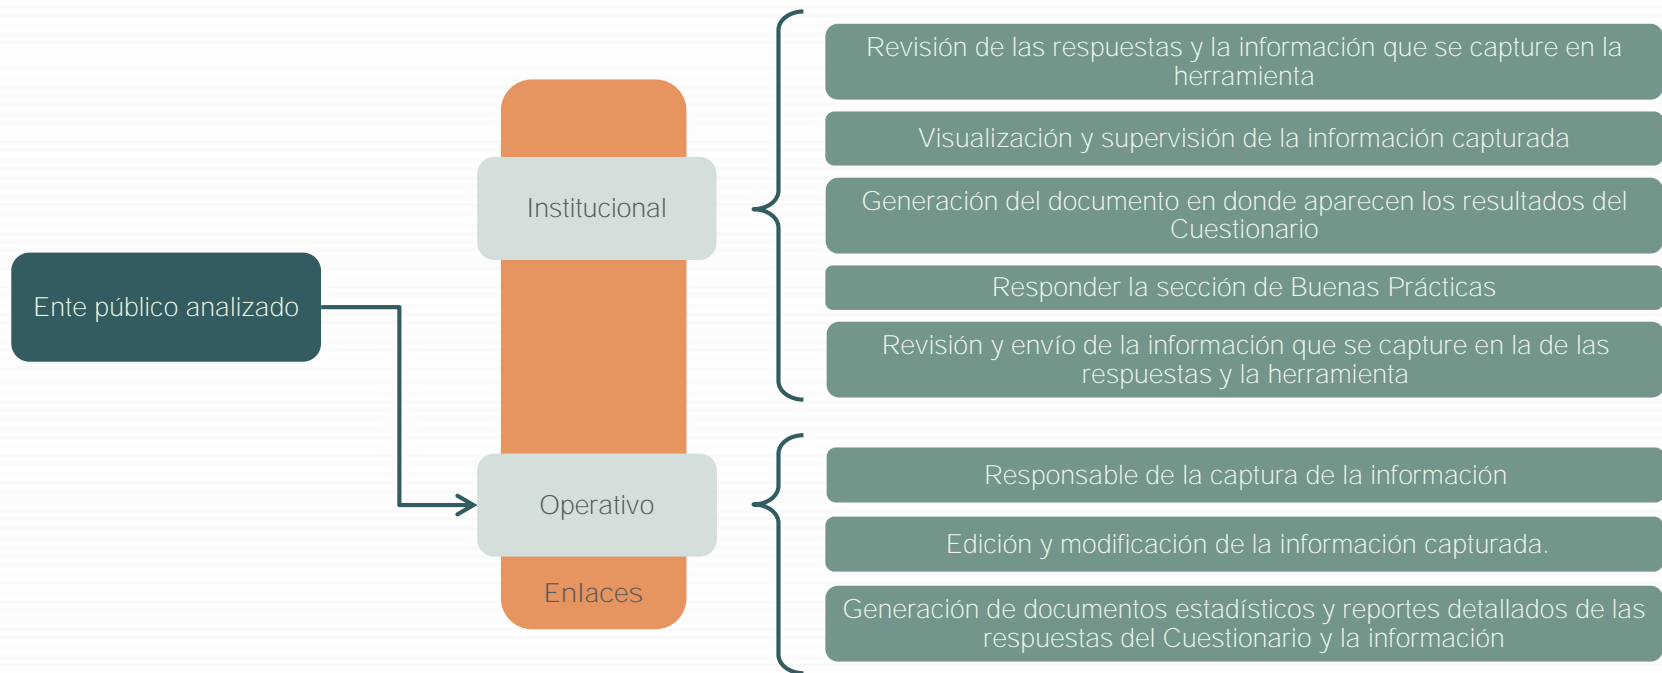 Ente público analizado
Institucional
Revisión de las respuestas y la información que se capture en la
herramienta
Visualización y supervisión de la información capturada
Generación del documento en donde aparecen los resultados del
Cuestionario
Responder la sección de Buenas Prácticas
Revisión y envío de la información que se capture en la de las
respuestas y la herramienta
Operativo
Enlaces
Responsable de la captura de la información
Edición y modificación de la información capturada.
Generación de documentos estadísticos y reportes detallados de las
respuestas del Cuestionario y la información